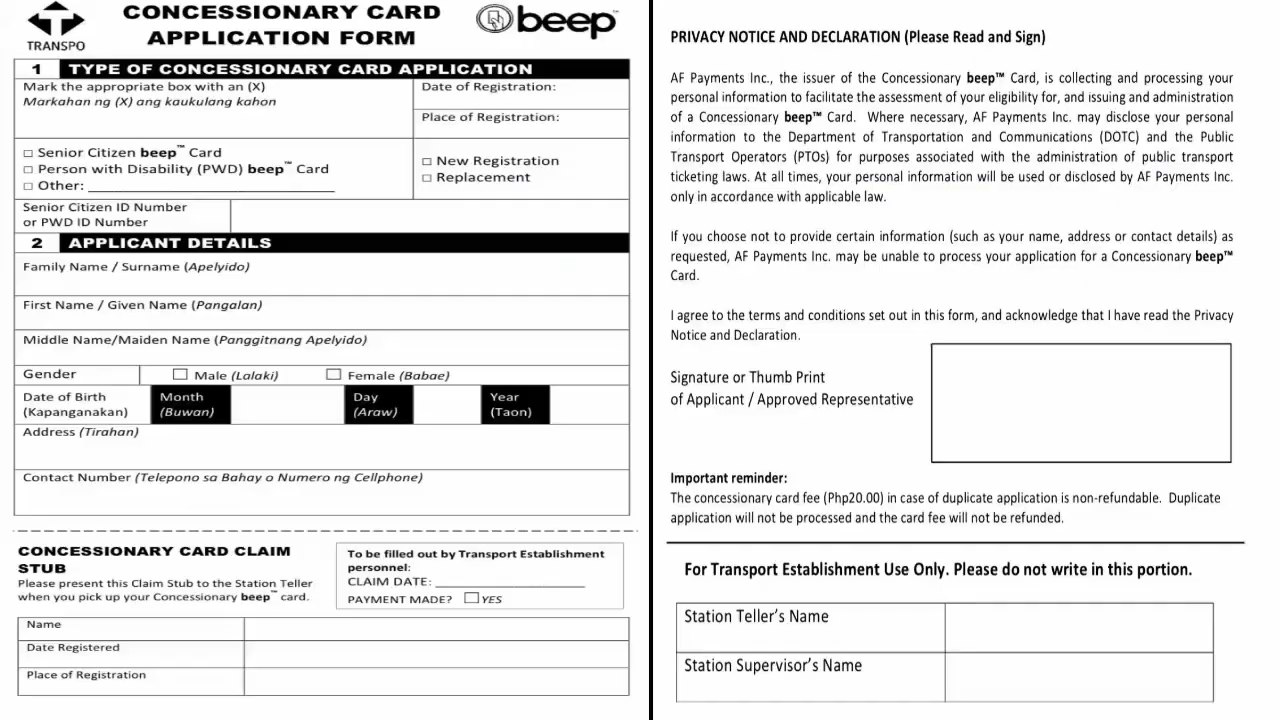 CONCESSIONARY CARD
APPLICATION FORM
TRANSPO
beep™
1 TYPE OF CONCESSIONARY CARD APPLICATION
Mark the appropriate box with an (X)
Markahan ng (X) ang kaukulang kahon
Date of Registration:
Place of Registration:
☐ Senior Citizen beep™ Card
☐ Person with Disability (PWD) beep™ Card
☐ Other: ____________________
☐ New Registration
☐ Replacement
Senior Citizen ID Number
or PWD ID Number
2 APPLICANT DETAILS
Family Name / Surname (Apelyido)
First Name / Given Name (Pangalan)
Middle Name/Maiden Name (Panggitnang Apelyido)
Gender ☐ Male (Lalaki) ☐ Female (Babae)
Date of Birth
(Kapanganakan)
Month
(Buwan)
Day
(Araw)
Year
(Taon)
Address (Tirahan)
Contact Number (Telepono sa Bahay o Numero ng Cellphone)
CONCESSIONARY CARD CLAIM
STUB
Please present this Claim Stub to the Station Teller
when you pick up your Concessionary beep™ card.
To be filled out by Transport Establishment
personnel:
CLAIM DATE: ____________________
PAYMENT MADE? ☐ YES
Name
Date Registered
Place of Registration
PRIVACY NOTICE AND DECLARATION (Please Read and Sign)
AF Payments Inc., the issuer of the Concessionary beep™ Card, is collecting and processing your
personal information to facilitate the assessment of your eligibility for, and issuing and administration
of a Concessionary beep™ Card. Where necessary, AF Payments Inc. may disclose your personal
information to the Department of Transportation and Communications (DOTC) and the Public
Transport Operators (PTOs) for purposes associated with the administration of public transport
ticketing laws. At all times, your personal information will be used or disclosed by AF Payments Inc.
only in accordance with applicable law.
If you choose not to provide certain information (such as your name, address or contact details) as
requested, AF Payments Inc. may be unable to process your application for a Concessionary beep™
Card.
I agree to the terms and conditions set out in this form, and acknowledge that I have read the Privacy
Notice and Declaration.
Signature or Thumb Print
of Applicant / Approved Representative
Important reminder:
The concessionary card fee (Php20.00) in case of duplicate application is non-refundable. Duplicate
application will not be processed and the card fee will not be refunded.
For Transport Establishment Use Only. Please do not write in this portion.
Station Teller's Name
Station Supervisor's Name